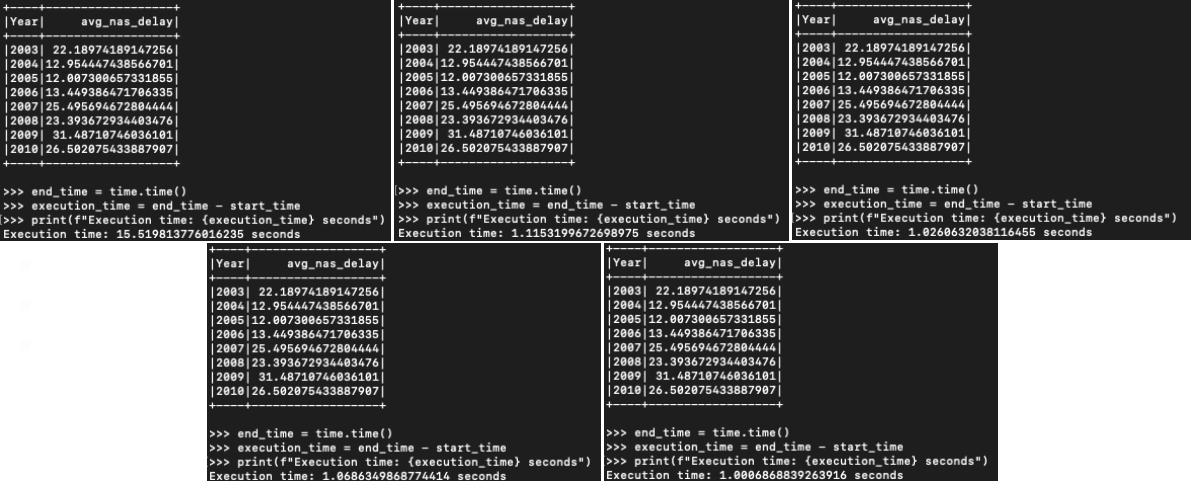 +----+------------------+
|Year|     avg_nas_delay|
+----+------------------+
|2003| 22.18974189147256|
|2004|12.954447438566701|
|2005|12.007300657331855|
|2006|13.449386471706335|
|2007|25.495694672804444|
|2008|23.393672934403476|
|2009| 31.48710746036101|
|2010|26.502075433887907|
+----+------------------+
>>> end_time = time.time()
>>> execution_time = end_time - start_time
>>> print(f"Execution time: {execution_time} seconds")
Execution time: 15.519813776016235 seconds
+----+------------------+
|Year|     avg_nas_delay|
+----+------------------+
|2003| 22.18974189147256|
|2004|12.954447438566701|
|2005|12.007300657331855|
|2006|13.449386471706335|
|2007|25.495694672804444|
|2008|23.393672934403476|
|2009| 31.48710746036101|
|2010|26.502075433887907|
+----+------------------+
>>> end_time = time.time()
>>> execution_time = end_time - start_time
>>> print(f"Execution time: {execution_time} seconds")
Execution time: 1.1153199672698975 seconds
+----+------------------+
|Year|     avg_nas_delay|
+----+------------------+
|2003| 22.18974189147256|
|2004|12.954447438566701|
|2005|12.007300657331855|
|2006|13.449386471706335|
|2007|25.495694672804444|
|2008|23.393672934403476|
|2009| 31.48710746036101|
|2010|26.502075433887907|
+----+------------------+
>>> end_time = time.time()
>>> execution_time = end_time - start_time
>>> print(f"Execution time: {execution_time} seconds")
Execution time: 1.0260632038116455 seconds
+----+------------------+
|Year|     avg_nas_delay|
+----+------------------+
|2003| 22.18974189147256|
|2004|12.954447438566701|
|2005|12.007300657331855|
|2006|13.449386471706335|
|2007|25.495694672804444|
|2008|23.393672934403476|
|2009| 31.48710746036101|
|2010|26.502075433887907|
+----+------------------+
>>> end_time = time.time()
>>> execution_time = end_time - start_time
>>> print(f"Execution time: {execution_time} seconds")
Execution time: 1.0686349868774414 seconds
+----+------------------+
|Year|     avg_nas_delay|
+----+------------------+
|2003| 22.18974189147256|
|2004|12.954447438566701|
|2005|12.007300657331855|
|2006|13.449386471706335|
|2007|25.495694672804444|
|2008|23.393672934403476|
|2009| 31.48710746036101|
|2010|26.502075433887907|
+----+------------------+
>>> end_time = time.time()
>>> execution_time = end_time - start_time
>>> print(f"Execution time: {execution_time} seconds")
Execution time: 1.0006868839263916 seconds